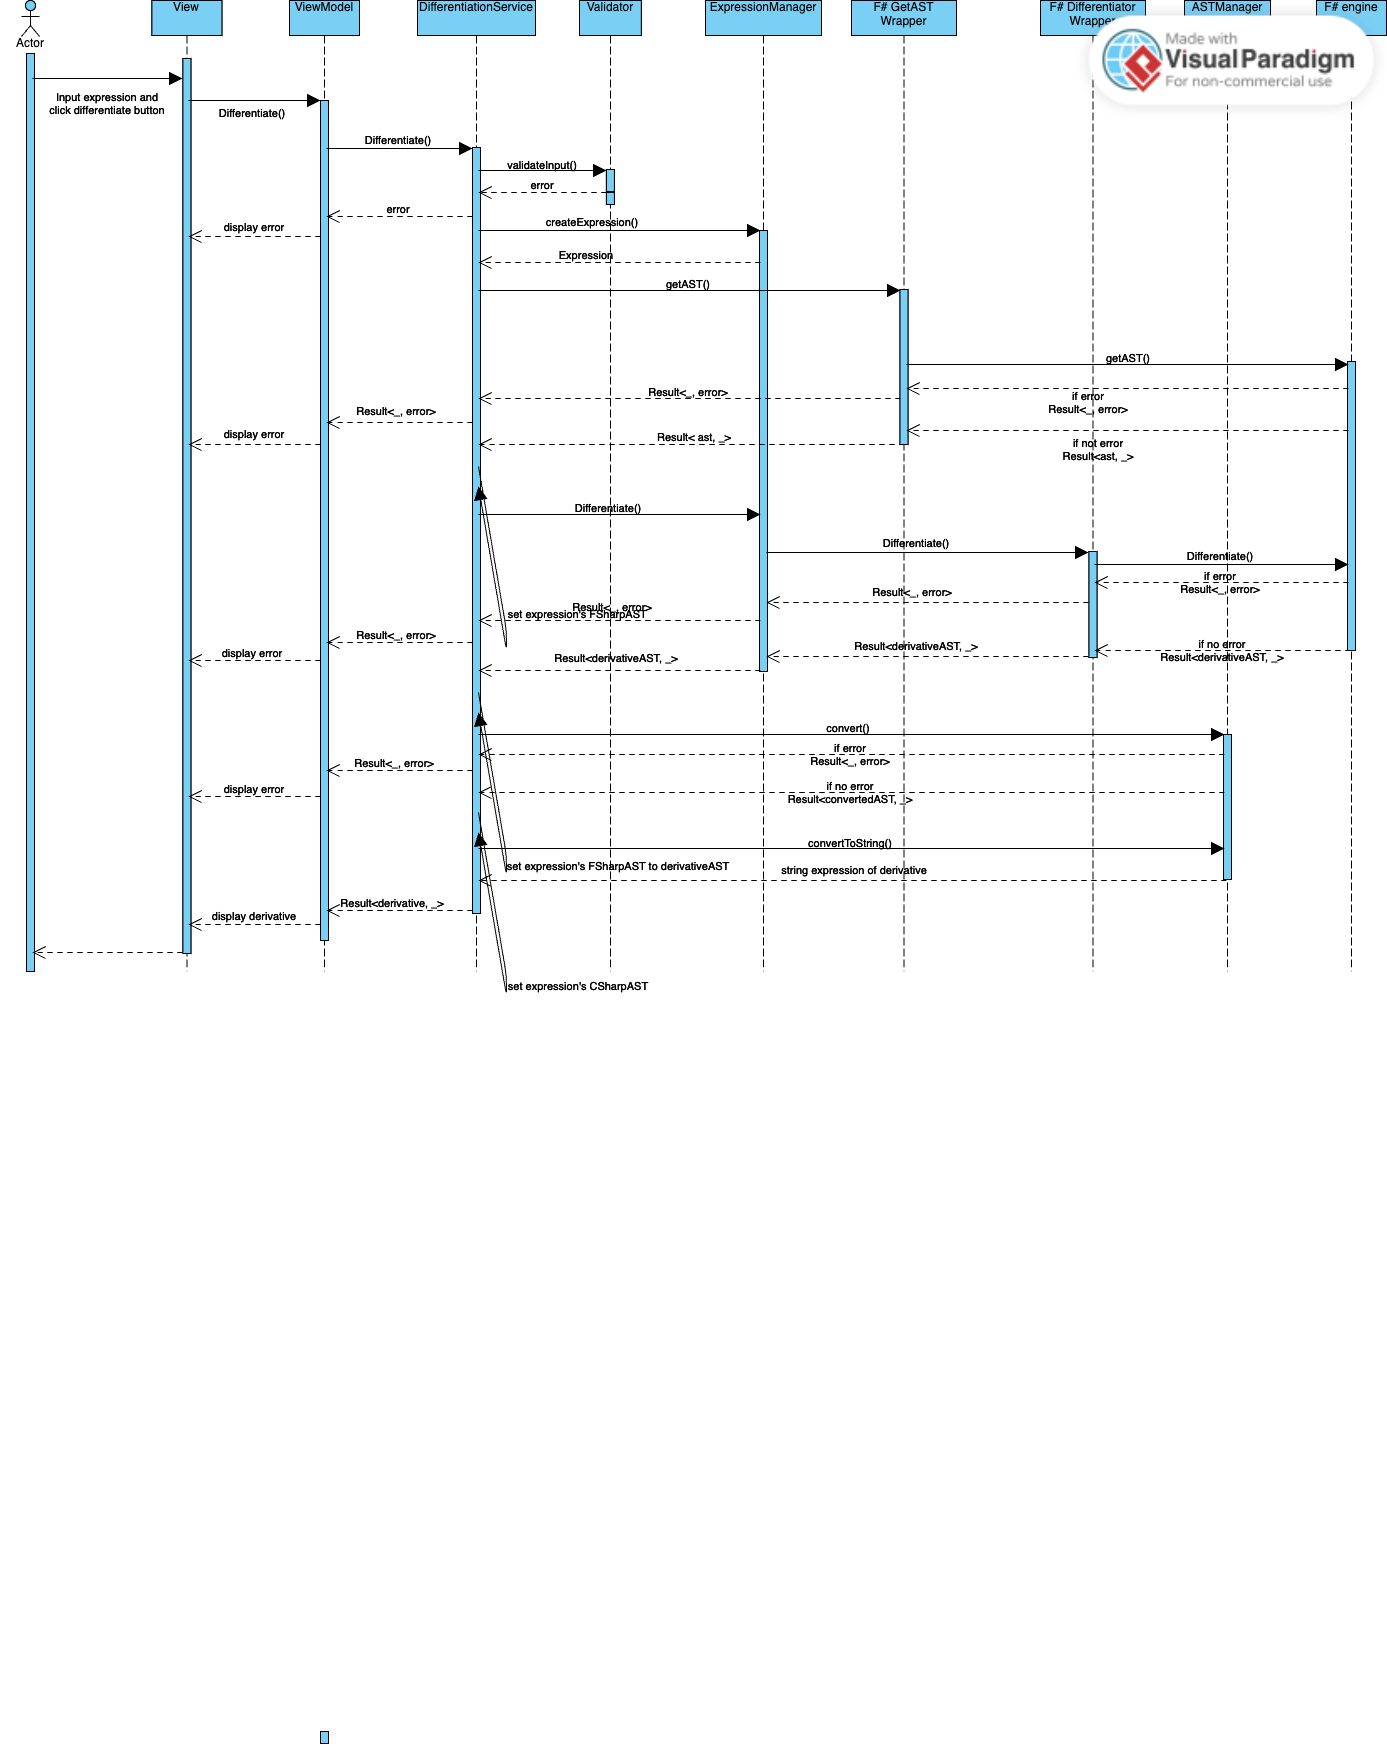 View
ViewModel
DifferentiationService
Validator
ExpressionManager
F# GetAST
Wrapper
F# Differentiator
Wrapper
ASTManager
F# engine
Actor
Made with
Visual Paradigm
For non-commercial use
Input expression and
click differentiate button
Differentiate()
Differentiate()
validateInput()
error
error
display error
createExpression()
Expression
getAST()
getAST()
if error
Result<_, error>
Result<_, error>
Result<_, error>
display error
Result< ast, _>
if not error
Result<ast, _>
Differentiate()
Differentiate()
Differentiate()
if error
Result<_, error>
Result<_, error>
Result<_, error>
set expression's FSharpAST
Result<_, error>
display error
if no error
Result<derivativeAST, _>
Result<derivativeAST, _>
Result<derivativeAST, _>
convert()
if error
Result<_, error>
Result<_, error>
display error
if no error
Result<convertedAST, _>
convertToString()
set expression's FSharpAST to derivativeAST
string expression of derivative
Result<derivative, _>
display derivative
set expression's CSharpAST